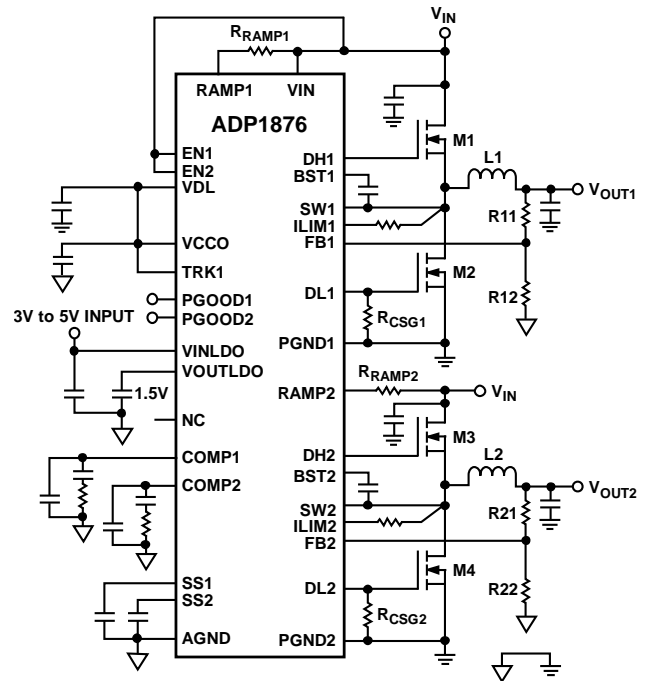 VIN
RRAMP1
RAMP1 VIN
ADP1876
EN1
EN2
VDL
VCCO
TRK1
PGOOD1
PGOOD2
3V to 5V INPUT
VINLDO
VOUTLDO
1.5V
NC
COMP1
COMP2
SS1
SS2
AGND
DH1
BST1
SW1
ILIM1
FB1
DL1
PGND1
RAMP2
DH2
BST2
SW2
ILIM2
FB2
DL2
PGND2
M1
L1
VOUT1
R11
M2
R12
RCSG1
RRAMP2
VIN
M3
L2
VOUT2
R21
M4
R22
RCSG2